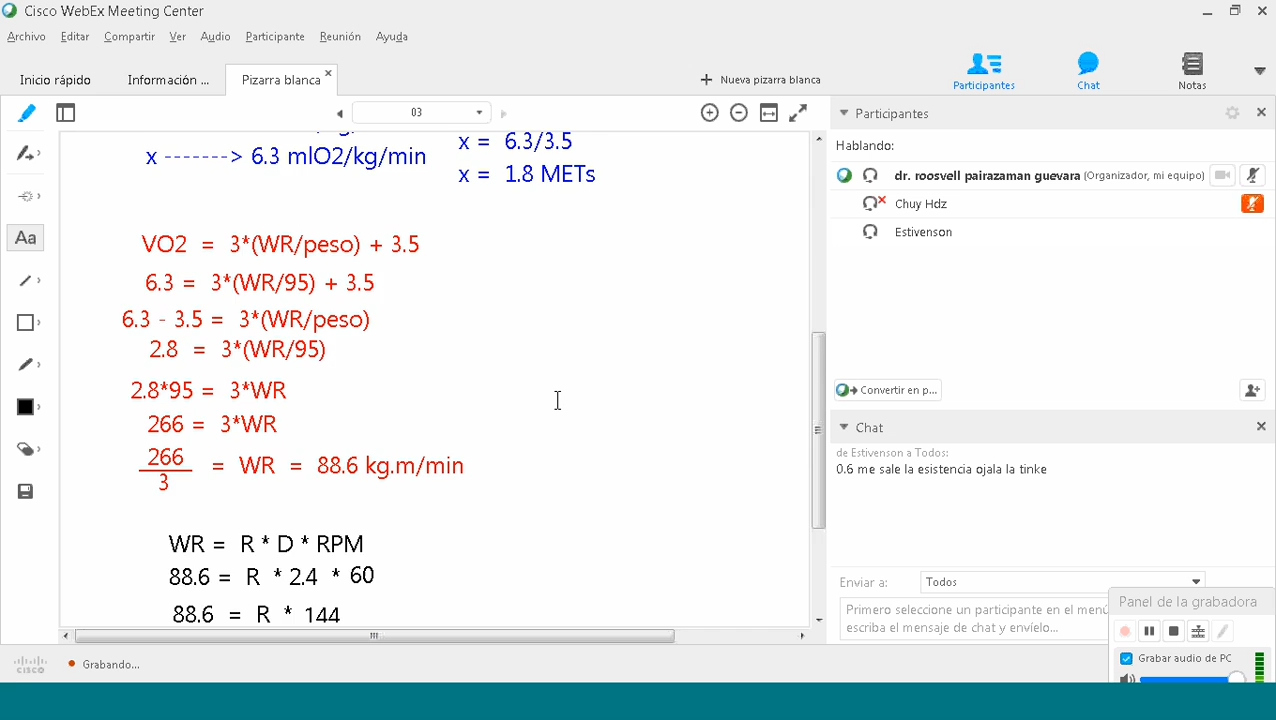 Cisco WebEx Meeting Center
Archivo Editar Compartir Ver Audio Participante Reunión Ayuda
Inicio rápido Información ... Pizarra blanca Nueva pizarra blanca
Participantes Chat Notas
03
x -------> 6.3 mlO2/kg/min
x = 6.3/3.5
x = 1.8 METs
VO2 = 3*(WR/peso) + 3.5
6.3 = 3*(WR/95) + 3.5
6.3 - 3.5 = 3*(WR/peso)
2.8 = 3*(WR/95)
2.8*95 = 3*WR
266 = 3*WR
266
3
= WR = 88.6 kg.m/min
WR = R * D * RPM
88.6 = R * 2.4 * 60
88.6 = R * 144
Aa
Participantes
Hablando:
dr. roosvell pairazaman guevara (Organizador, mi equipo)
Chuy Hdz
Estivenson
Convertir en p...
Chat
de Estivenson a Todos:
0.6 me sale la esistencia ojala la tinke
Enviar a: Todos
Primero seleccione un participante en el menú
escriba el mensaje de chat y envíelo...
Panel de la grabadora
Grabar audio de PC
cisco
Grabando...